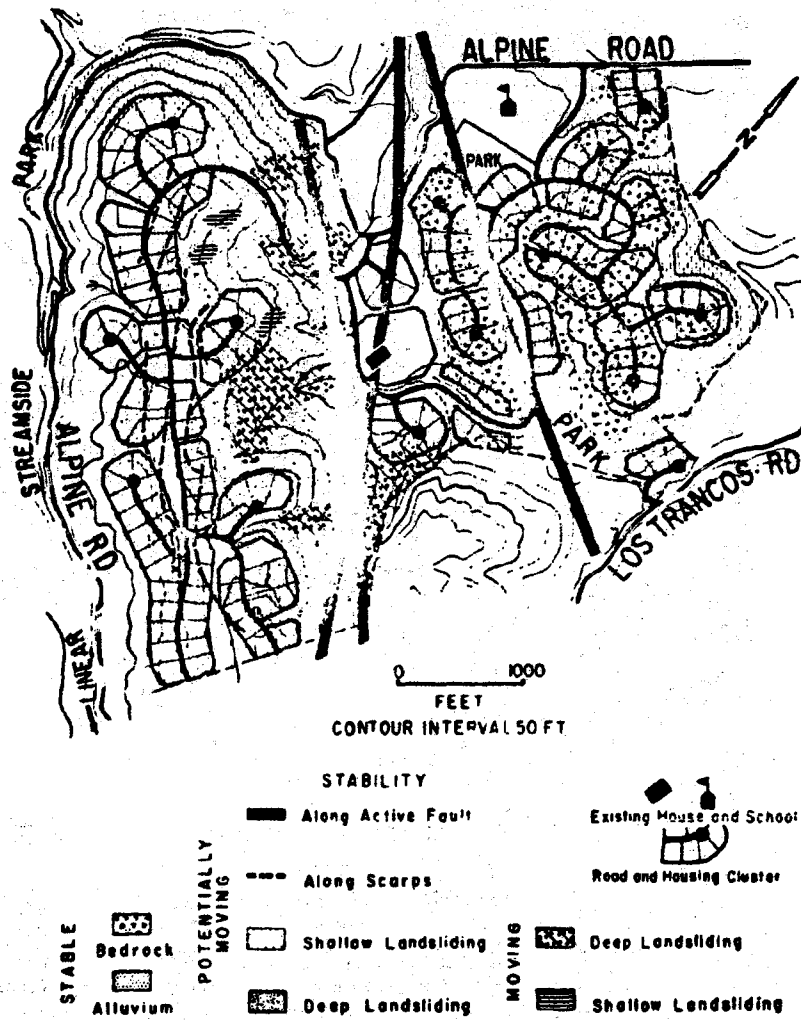 ALPINE ROAD
PARK
PARK
N
STREAMSIDE
ALPINE RD
PARK
LOS TRANCOS RD
LINEAR
0 1000
FEET
CONTOUR INTERVAL 50 FT
STABILITY
Along Active Fault
Existing House and School
POTENTIALLY MOVING
Along Scarps
Road and Housing Cluster
STABLE
Bedrock
Shallow Landsliding
MOVING
Deep Landsliding
Alluvium
Deep Landsliding
Shallow Landsliding